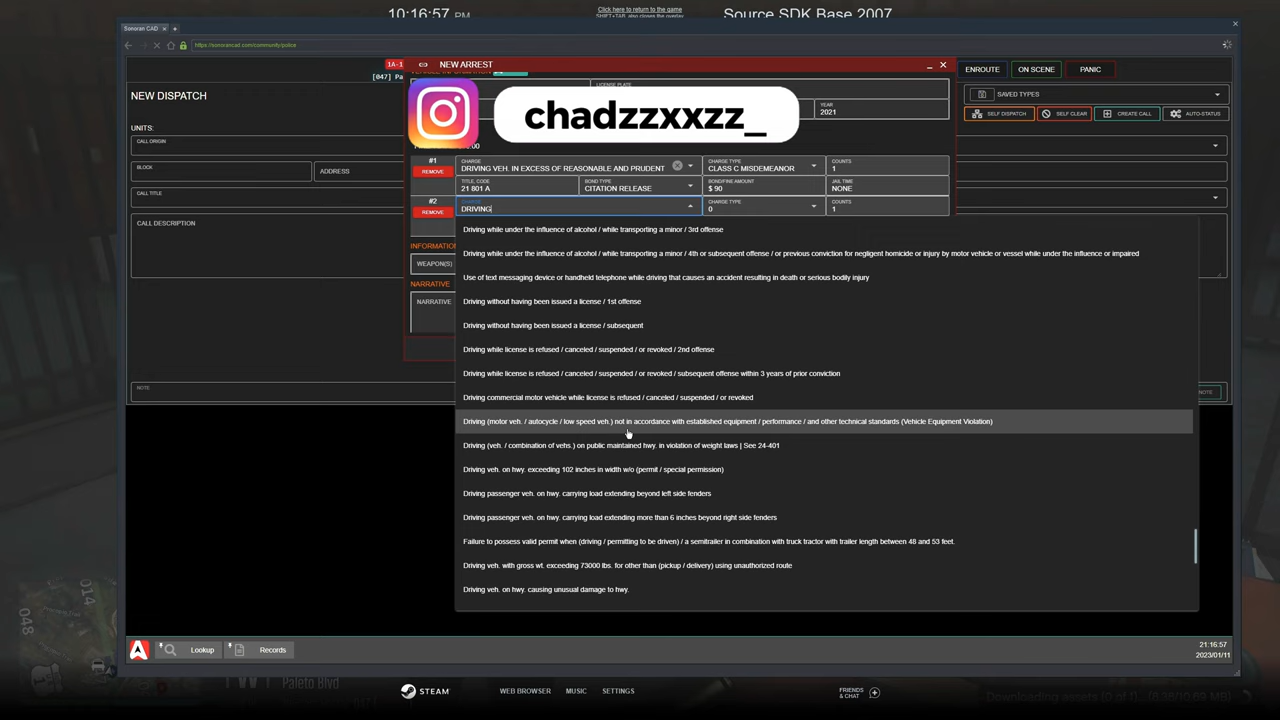 10:16:57 PM
Click here to return to the game
SHIFT+TAB also closes the overlay
Source SDK Base 2007
Sonoran CAD
https://sonorancad.com/community/police
1A-1
[047] Pa
NEW ARREST
ENROUTE
ON SCENE
PANIC
NEW DISPATCH
SAVED TYPES
SELF DISPATCH
SELF CLEAR
CREATE CALL
AUTO-STATUS
LICENSE PLATE
YEAR
2021
chadzzxxzz_
UNITS:
CALL ORIGIN
BLOCK
ADDRESS
CALL TITLE
CALL DESCRIPTION
#1
REMOVE
CHARGE
DRIVING VEH. IN EXCESS OF REASONABLE AND PRUDENT
CHARGE TYPE
CLASS C MISDEMEANOR
COUNTS
1
TITLE, CODE
21 801 A
BOND TYPE
CITATION RELEASE
BOND/FINE AMOUNT
$ 90
JAIL TIME
NONE
#2
REMOVE
CHARGE
DRIVING
CHARGE TYPE
0
COUNTS
1
INFORMATION
WEAPON(S)
NARRATIVE
NARRATIVE
Driving while under the influence of alcohol / while transporting a minor / 3rd offense
Driving while under the influence of alcohol / while transporting a minor / 4th or subsequent offense / or previous conviction for negligent homicide or injury by motor vehicle or vessel while under the influence or impaired
Use of text messaging device or handheld telephone while driving that causes an accident resulting in death or serious bodily injury
Driving without having been issued a license / 1st offense
Driving without having been issued a license / subsequent
Driving while license is refused / canceled / suspended / or revoked / 2nd offense
Driving while license is refused / canceled / suspended / or revoked / subsequent offense within 3 years of prior conviction
Driving commercial motor vehicle while license is refused / canceled / suspended / or revoked
Driving (motor veh. / autocycle / low speed veh.) not in accordance with established equipment / performance / and other technical standards (Vehicle Equipment Violation)
Driving (veh. / combination of vehs.) on public maintained hwy. in violation of weight laws | See 24-401
Driving veh. on hwy. exceeding 102 inches in width w/o (permit / special permission)
Driving passenger veh. on hwy. carrying load extending beyond left side fenders
Driving passenger veh. on hwy. carrying load extending more than 6 inches beyond right side fenders
Failure to possess valid permit when (driving / permitting to be driven) / a semitrailer in combination with truck tractor with trailer length between 48 and 53 feet.
Driving veh. with gross wt. exceeding 73000 lbs. for other than (pickup / delivery) using unauthorized route
Driving veh. on hwy. causing unusual damage to hwy.
NOTE
NOTE
Lookup
Records
21:16:57
2023/01/11
014
048
Paleto Blvd
STEAM
WEB BROWSER
MUSIC
SETTINGS
FRIENDS
& CHAT
Downloading assets (0 of 1)